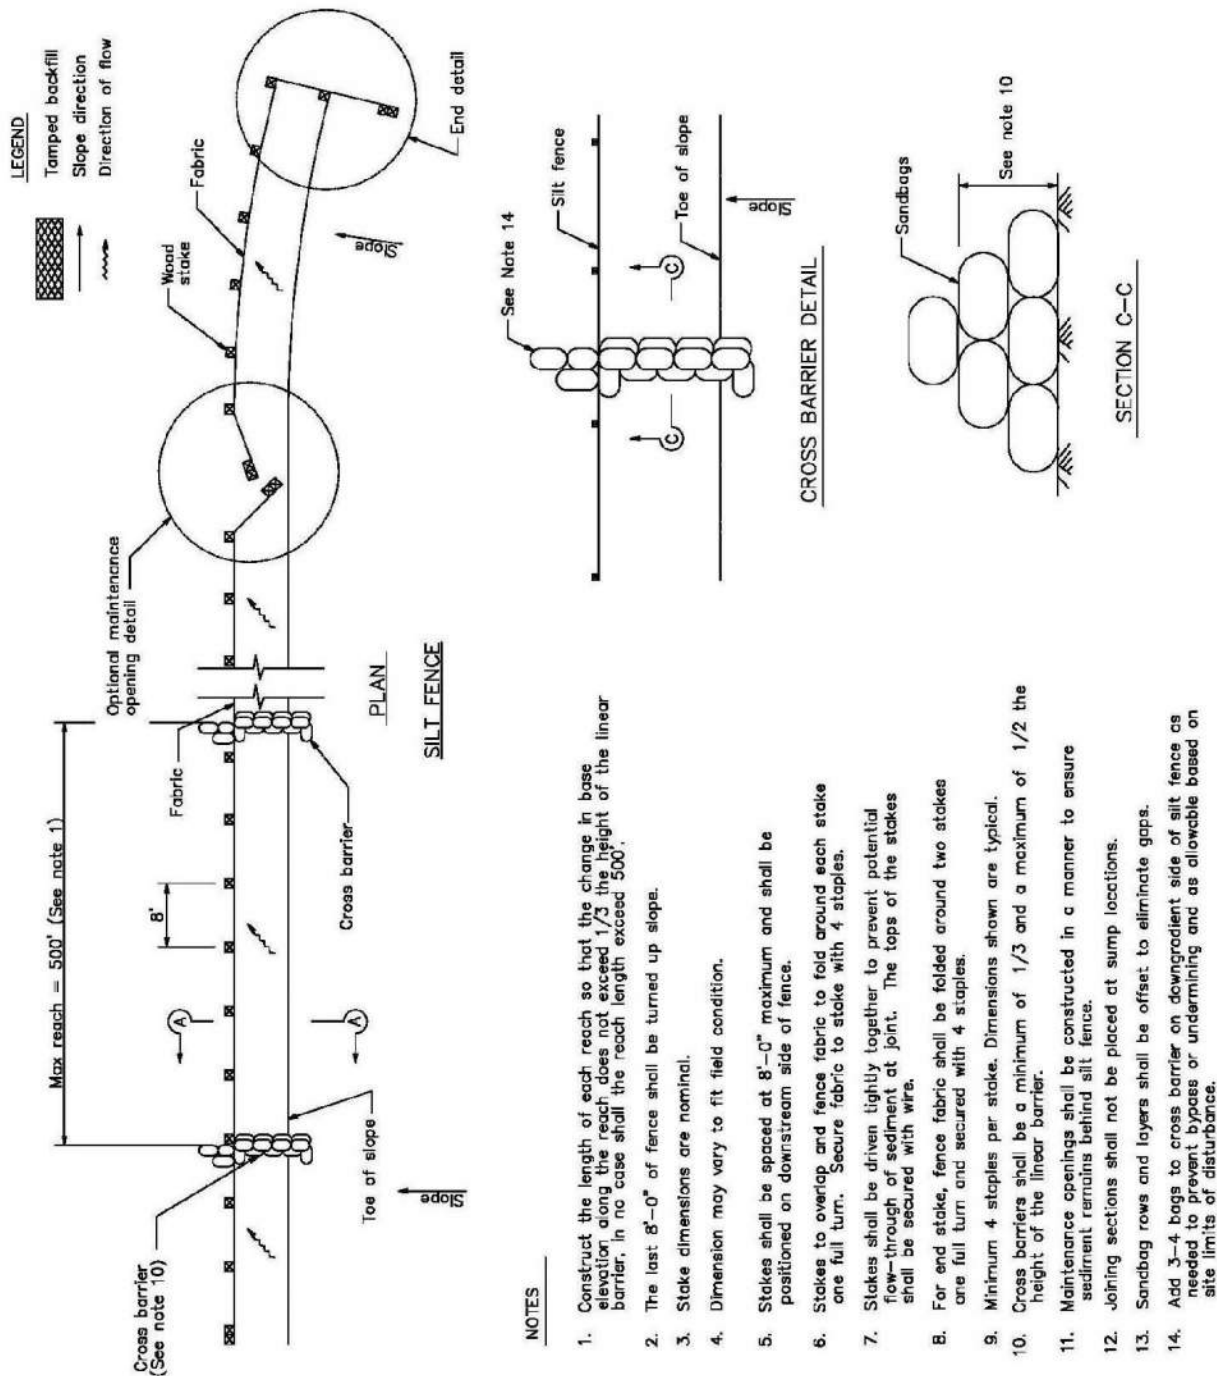 LEGEND
Tamped backfill
Slope direction
Direction of flow
Max reach = 500' (See note 1)
8'
Cross barrier
(See note 10)
A
A
Toe of slope
Slope
Fabric
Cross barrier
Optional maintenance
opening detail
Wood
stake
Fabric
Slope
End detail
PLAN
SILT FENCE
See Note 14
Silt fence
C
C
Toe of slope
Slope
CROSS BARRIER DETAIL
Sandbags
See note 10
SECTION C-C
NOTES
1. Construct the length of each reach so that the change in base
elevation along the reach does not exceed 1/3 the height of the linear
barrier. In no case shall the reach length exceed 500'.
2. The last 8'-0" of fence shall be turned up slope.
3. Stake dimensions are nominal.
4. Dimension may vary to fit field condition.
5. Stakes shall be spaced at 8'-0" maximum and shall be
positioned on downstream side of fence.
6. Stakes to overlap and fence fabric to fold around each stake
one full turn. Secure fabric to stake with 4 staples.
7. Stakes shall be driven tightly together to prevent potential
flow-through of sediment at joint. The tops of the stakes
shall be secured with wire.
8. For end stake, fence fabric shall be folded around two stakes
one full turn and secured with 4 staples.
9. Minimum 4 staples per stake. Dimensions shown are typical.
10. Cross barriers shall be a minimum of 1/3 and a maximum of 1/2 the
height of the linear barrier.
11. Maintenance openings shall be constructed in a manner to ensure
sediment remains behind silt fence.
12. Joining sections shall not be placed at sump locations.
13. Sandbag rows and layers shall be offset to eliminate gaps.
14. Add 3-4 bags to cross barrier on downgradient side of silt fence as
needed to prevent bypass or undermining and as allowable based on
site limits of disturbance.